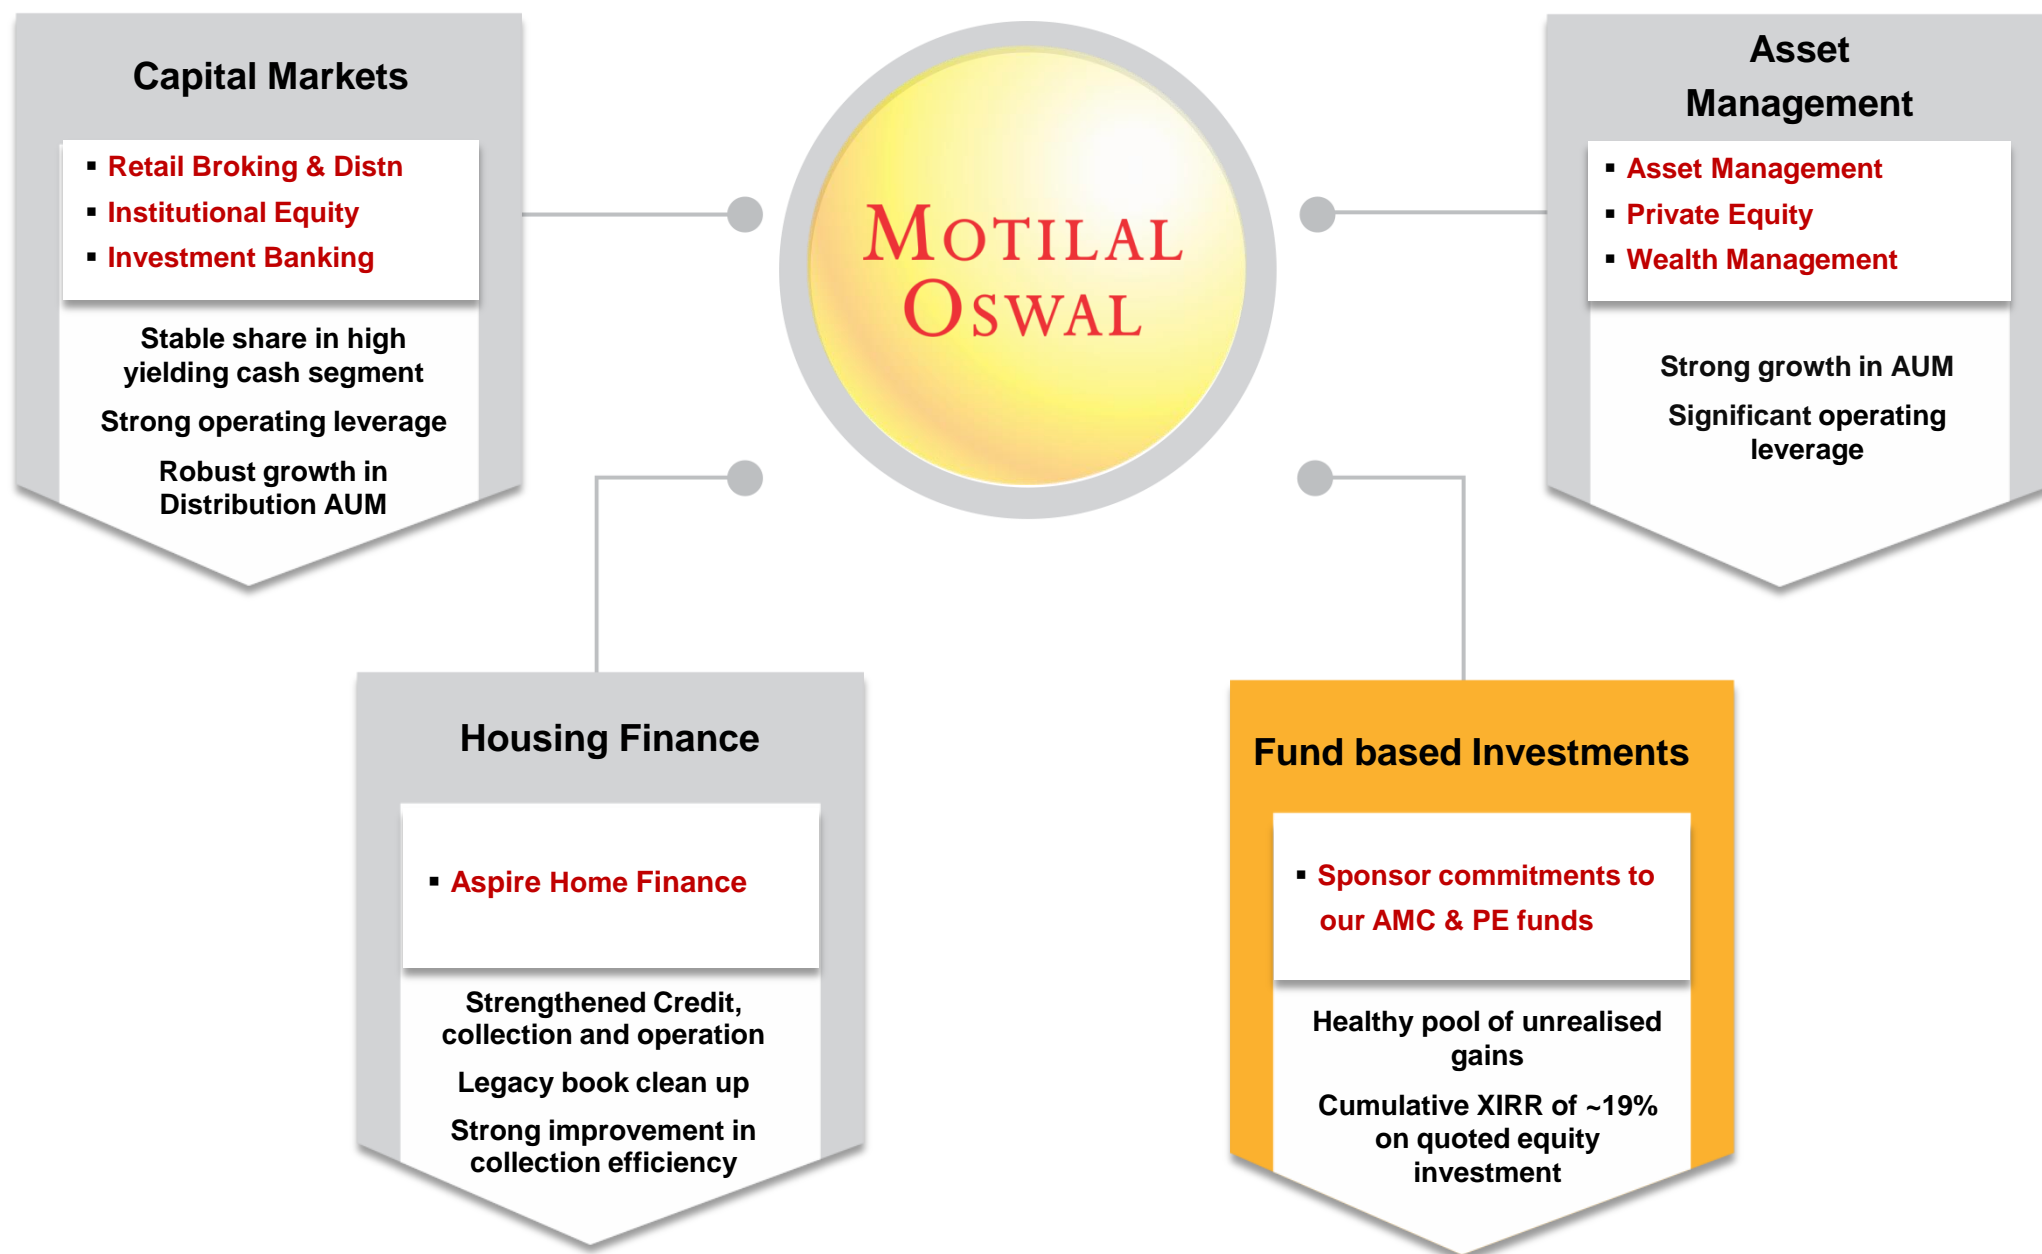 Capital Markets
▪ Retail Broking & Distn
▪ Institutional Equity
▪ Investment Banking
Stable share in high
yielding cash segment
Strong operating leverage
Robust growth in
Distribution AUM
MOTILAL
OSWAL
Asset
Management
▪ Asset Management
▪ Private Equity
▪ Wealth Management
Strong growth in AUM
Significant operating
leverage
Housing Finance
▪ Aspire Home Finance
Strengthened Credit,
collection and operation
Legacy book clean up
Strong improvement in
collection efficiency
Fund based Investments
▪ Sponsor commitments to
our AMC & PE funds
Healthy pool of unrealised
gains
Cumulative XIRR of ~19%
on quoted equity
investment